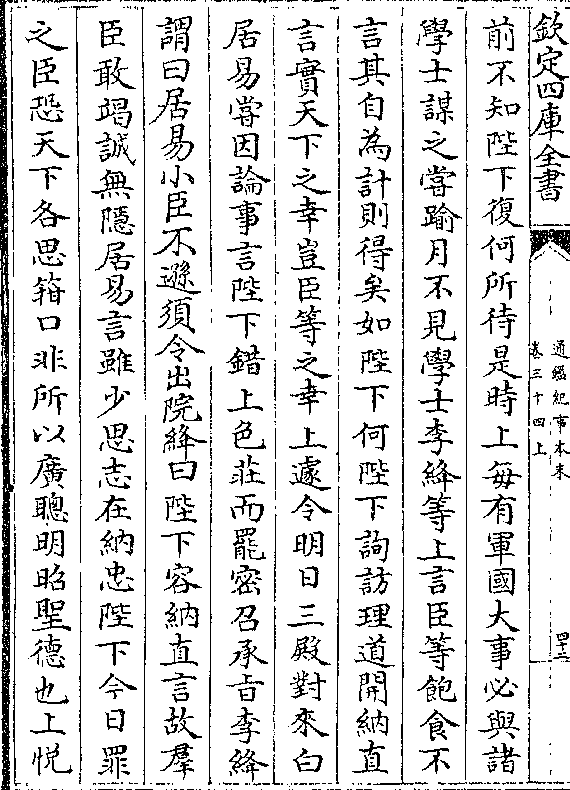 欽定四庫全書
通鑑紀事本末
卷三十四上
四十二
前不知陛下復何所待是時上每有軍國大事必與諸
學士謀之嘗踰月不見學士李絳等上言臣等飽食不
言其自為計則得矣如陛下何陛下詢訪理道開納直
言實天下之幸豈臣等之幸上遽令明日三殿對來白
居易嘗因論事言陛下錯上色莊而罷密召承旨李絳
謂曰居易小臣不遜須令出院絳曰陛下容納直言故羣
臣敢竭誠無隱居易言雖少思志在納忠陛下今日罪
之臣恐天下各思箝口非所以廣聰明昭聖德也上悅